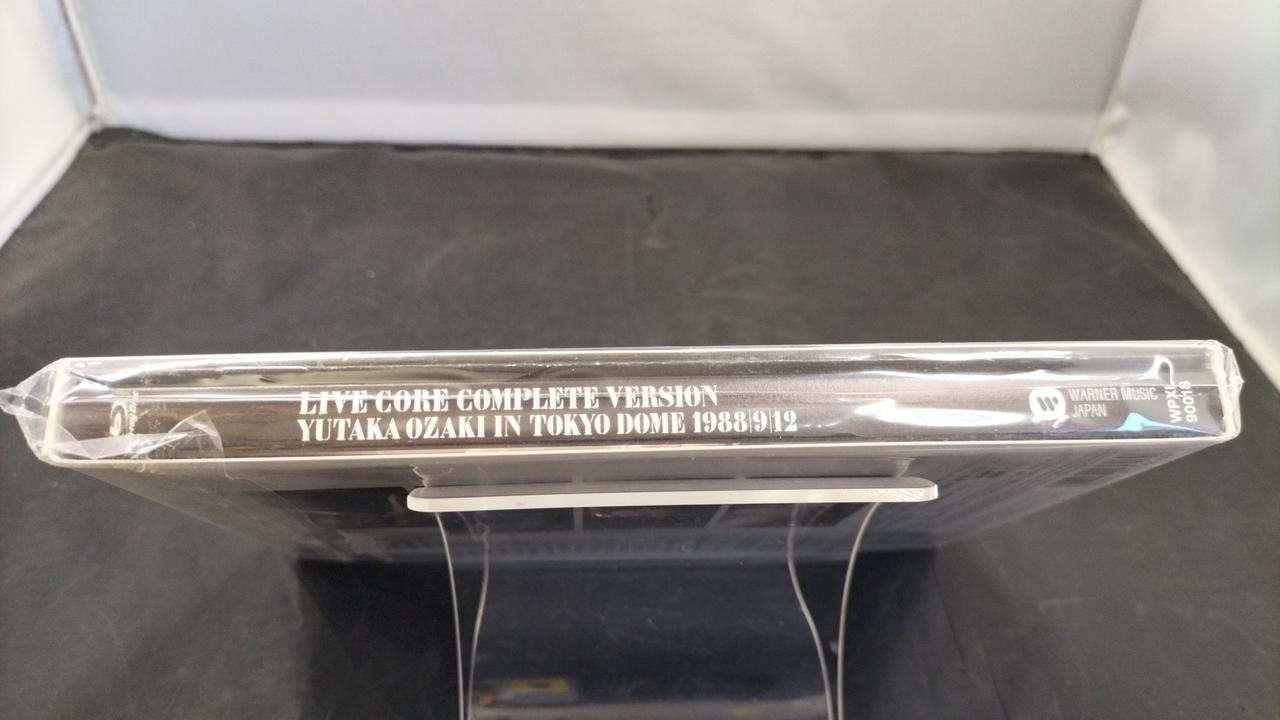 LIVE CORE COMPLETE VERSION
YUTAKA OZAKI IN TOKYO DOME 1988|9|12
WARNER MUSIC
JAPAN
WPXL
90018